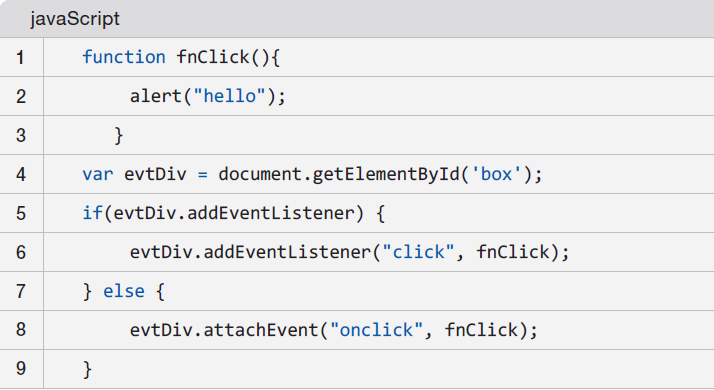 javaScript
1 function fnClick(){
2 alert("hello");
3 }
4 var evtDiv = document.getElementById('box');
5 if(evtDiv.addEventListener) {
6 evtDiv.addEventListener("click", fnClick);
7 } else {
8 evtDiv.attachEvent("onclick", fnClick);
9 }